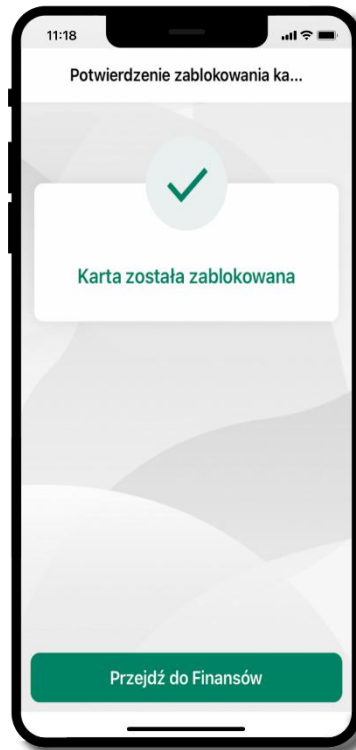 11:18
Potwierdzenie zablokowania ka...
Karta została zablokowana
Przejdź do Finansów